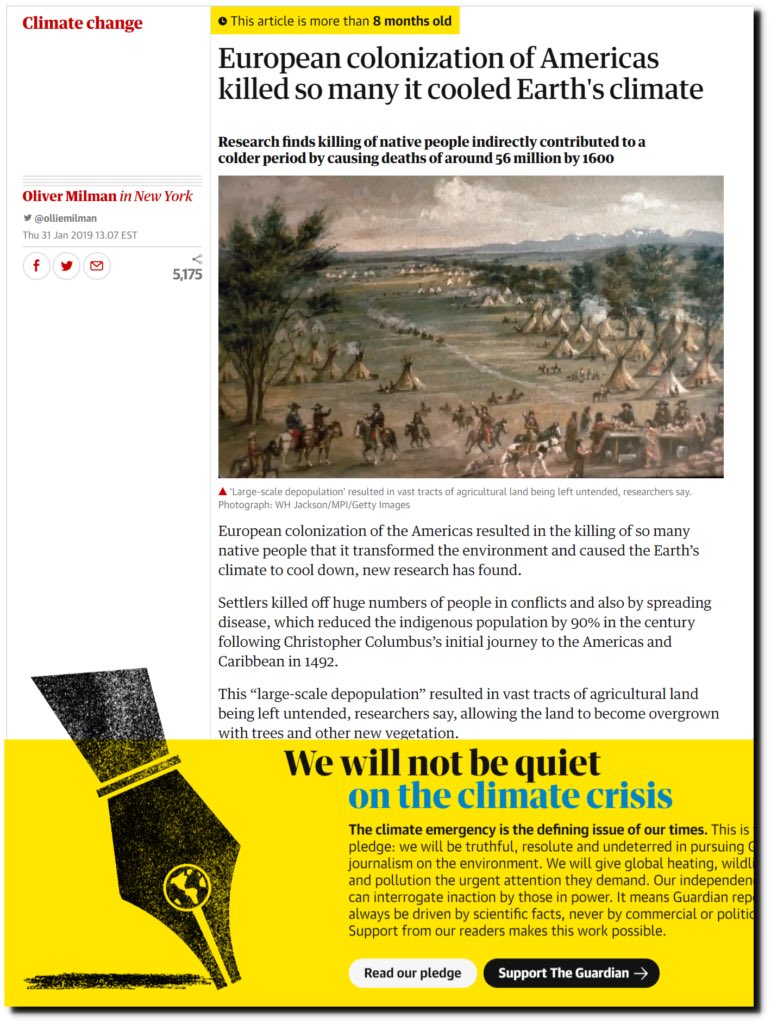 Climate change
This article is more than 8 months old
European colonization of Americas
killed so many it cooled Earth's climate
Research finds killing of native people indirectly contributed to a
colder period by causing deaths of around 56 million by 1600
Oliver Milman in New York
@olliemilman
Thu 31 Jan 2019 13.07 EST
5,175
'Large-scale depopulation' resulted in vast tracts of agricultural land being left untended, researchers say.
Photograph: WH Jackson/MPI/Getty Images
European colonization of the Americas resulted in the killing of so many
native people that it transformed the environment and caused the Earth’s
climate to cool down, new research has found.
Settlers killed off huge numbers of people in conflicts and also by spreading
disease, which reduced the indigenous population by 90% in the century
following Christopher Columbus’s initial journey to the Americas and
Caribbean in 1492.
This “large-scale depopulation” resulted in vast tracts of agricultural land
being left untended, researchers say, allowing the land to become overgrown
with trees and other new vegetation.
We will not be quiet
on the climate crisis
The climate emergency is the defining issue of our times. This is
pledge: we will be truthful, resolute and undeterred in pursuing
journalism on the environment. We will give global heating, wildli
and pollution the urgent attention they demand. Our independen
can interrogate inaction by those in power. It means Guardian rep
always be driven by scientific facts, never by commercial or politic
Support from our readers makes this work possible.
Read our pledge
Support The Guardian